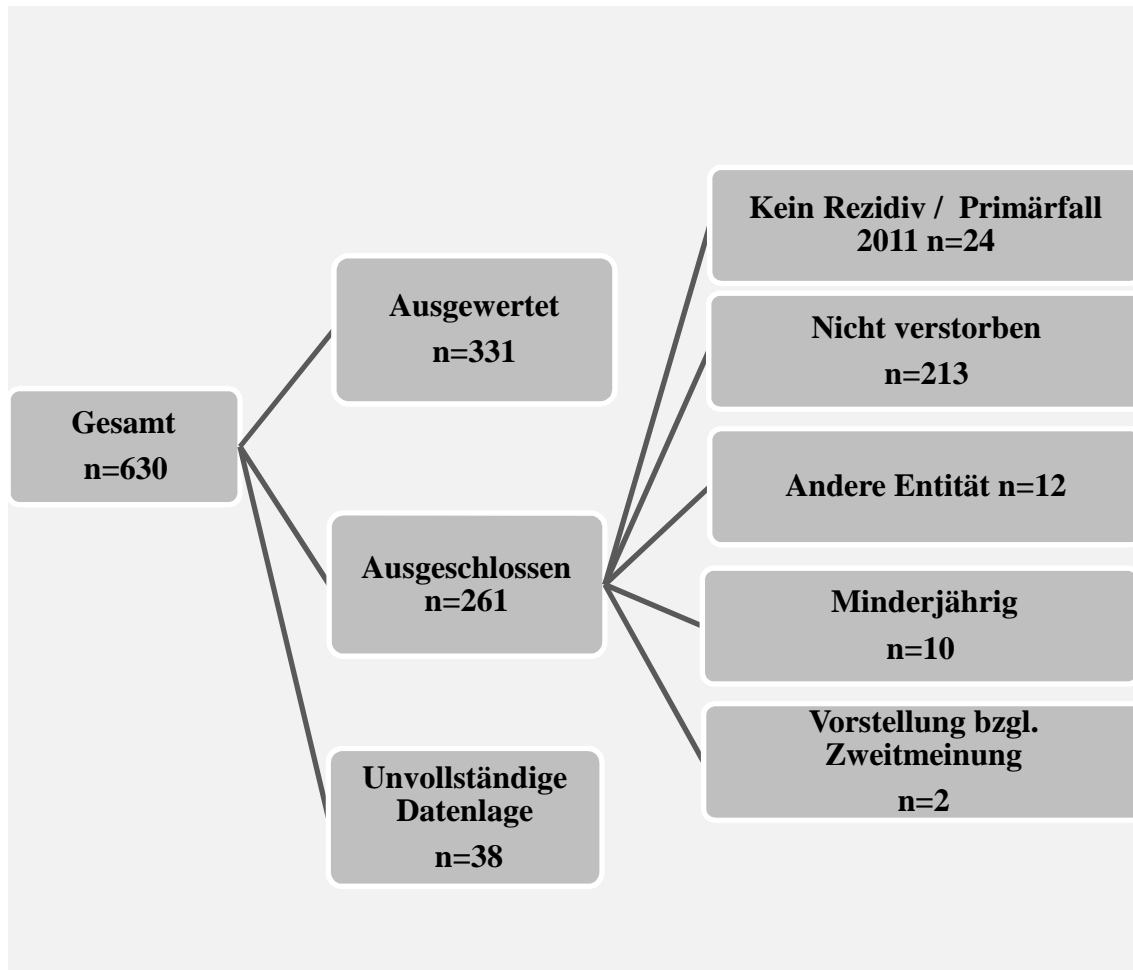 Gesamt
n=630
Ausgewertet
n=331
Ausgeschlossen
n=261
Unvollständige
Datenlage
n=38
Kein Rezidiv / Primärfall
2011 n=24
Nicht verstorben
n=213
Andere Entität n=12
Minderjährig
n=10
Vorstellung bzgl.
Zweitmeinung
n=2